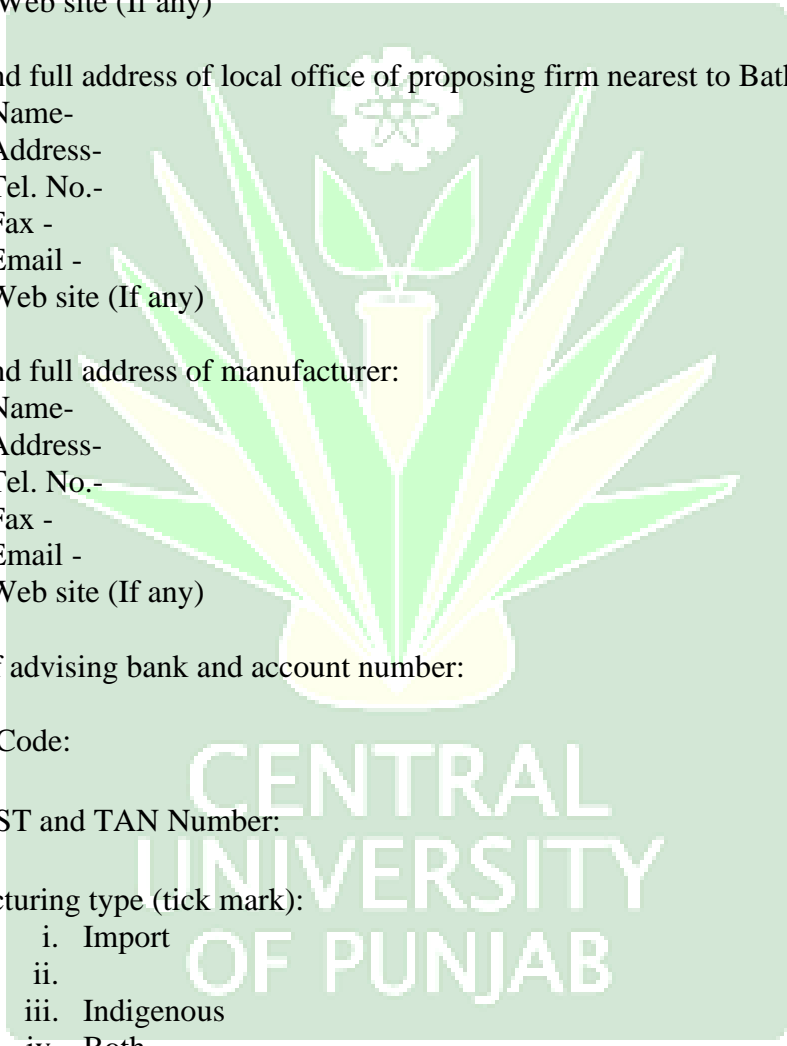 Web site (If any)
nd full address of local office of proposing firm nearest to Bath
Name-
Address-
Tel. No.-
Fax -
Email -
Web site (If any)
nd full address of manufacturer:
Name-
Address-
Tel. No.-
Fax -
Email -
Web site (If any)
f advising bank and account number:
Code:
ST and TAN Number:
cturing type (tick mark):
i. Import
ii.
iii. Indigenous
iv. Both
CENTRAL
UNIVERSITY
OF PUNJAB